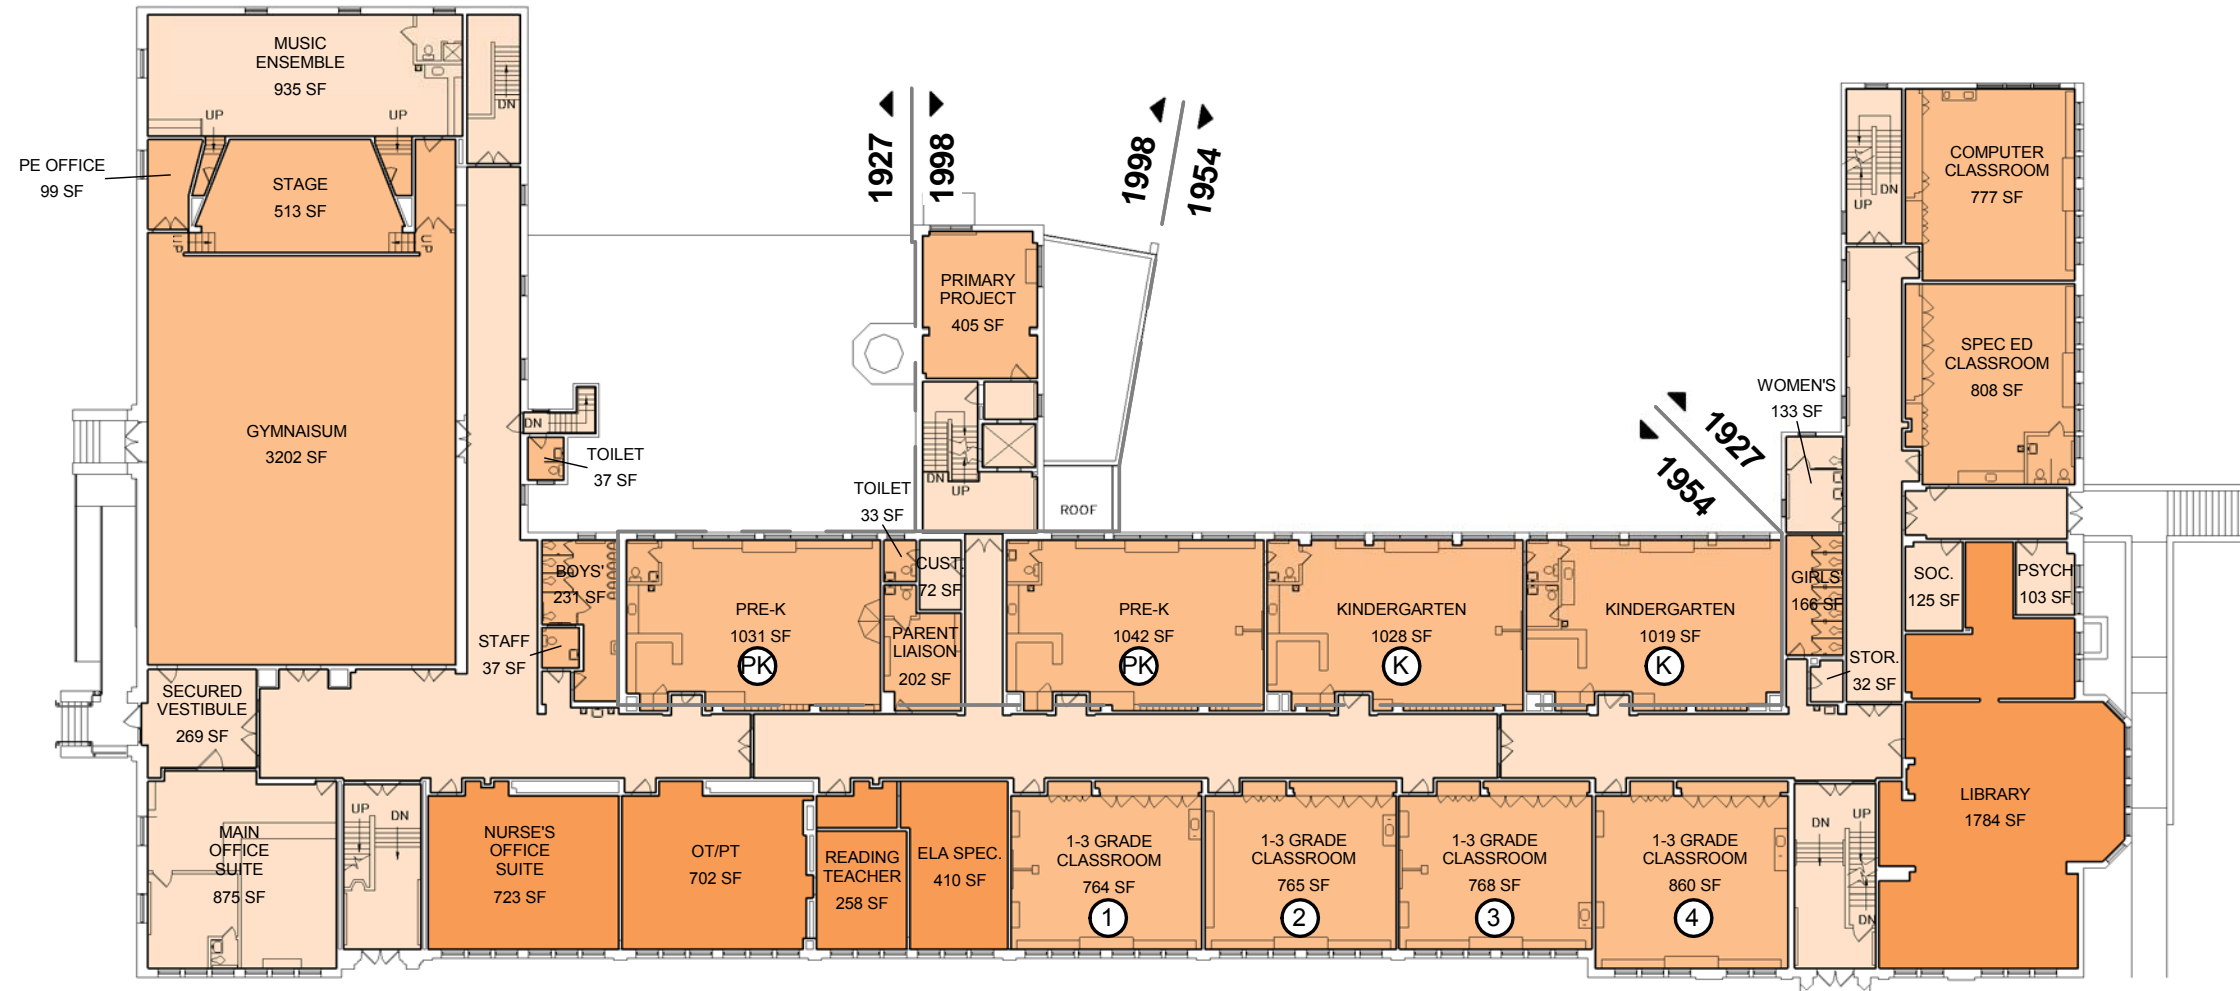 MUSIC
ENSEMBLE
935 SF
UP
UP
DN
PE OFFICE
99 SF
STAGE
513 SF
UP
UP
GYMNAISUM
3202 SF
DN
TOILET
37 SF
1927
1998
1998
1954
PRIMARY
PROJECT
405 SF
DN
UP
ROOF
TOILET
33 SF
CUST.
72 SF
BOYS'
231 SF
STAFF
37 SF
PRE-K
1031 SF
PK
PARENT
LIAISON
202 SF
PRE-K
1042 SF
PK
KINDERGARTEN
1028 SF
K
KINDERGARTEN
1019 SF
K
1927
1954
WOMEN'S
133 SF
GIRLS'
166 SF
STOR.
32 SF
UP
DN
COMPUTER
CLASSROOM
777 SF
SPEC ED
CLASSROOM
808 SF
SOC.
125 SF
PSYCH
103 SF
LIBRARY
1784 SF
SECURED
VESTIBULE
269 SF
MAIN
OFFICE
SUITE
875 SF
UP
DN
NURSE'S
OFFICE
SUITE
723 SF
OT/PT
702 SF
READING
TEACHER
258 SF
ELA SPEC.
410 SF
1-3 GRADE
CLASSROOM
764 SF
1
1-3 GRADE
CLASSROOM
765 SF
2
1-3 GRADE
CLASSROOM
768 SF
3
1-3 GRADE
CLASSROOM
860 SF
4
DN
UP
DN